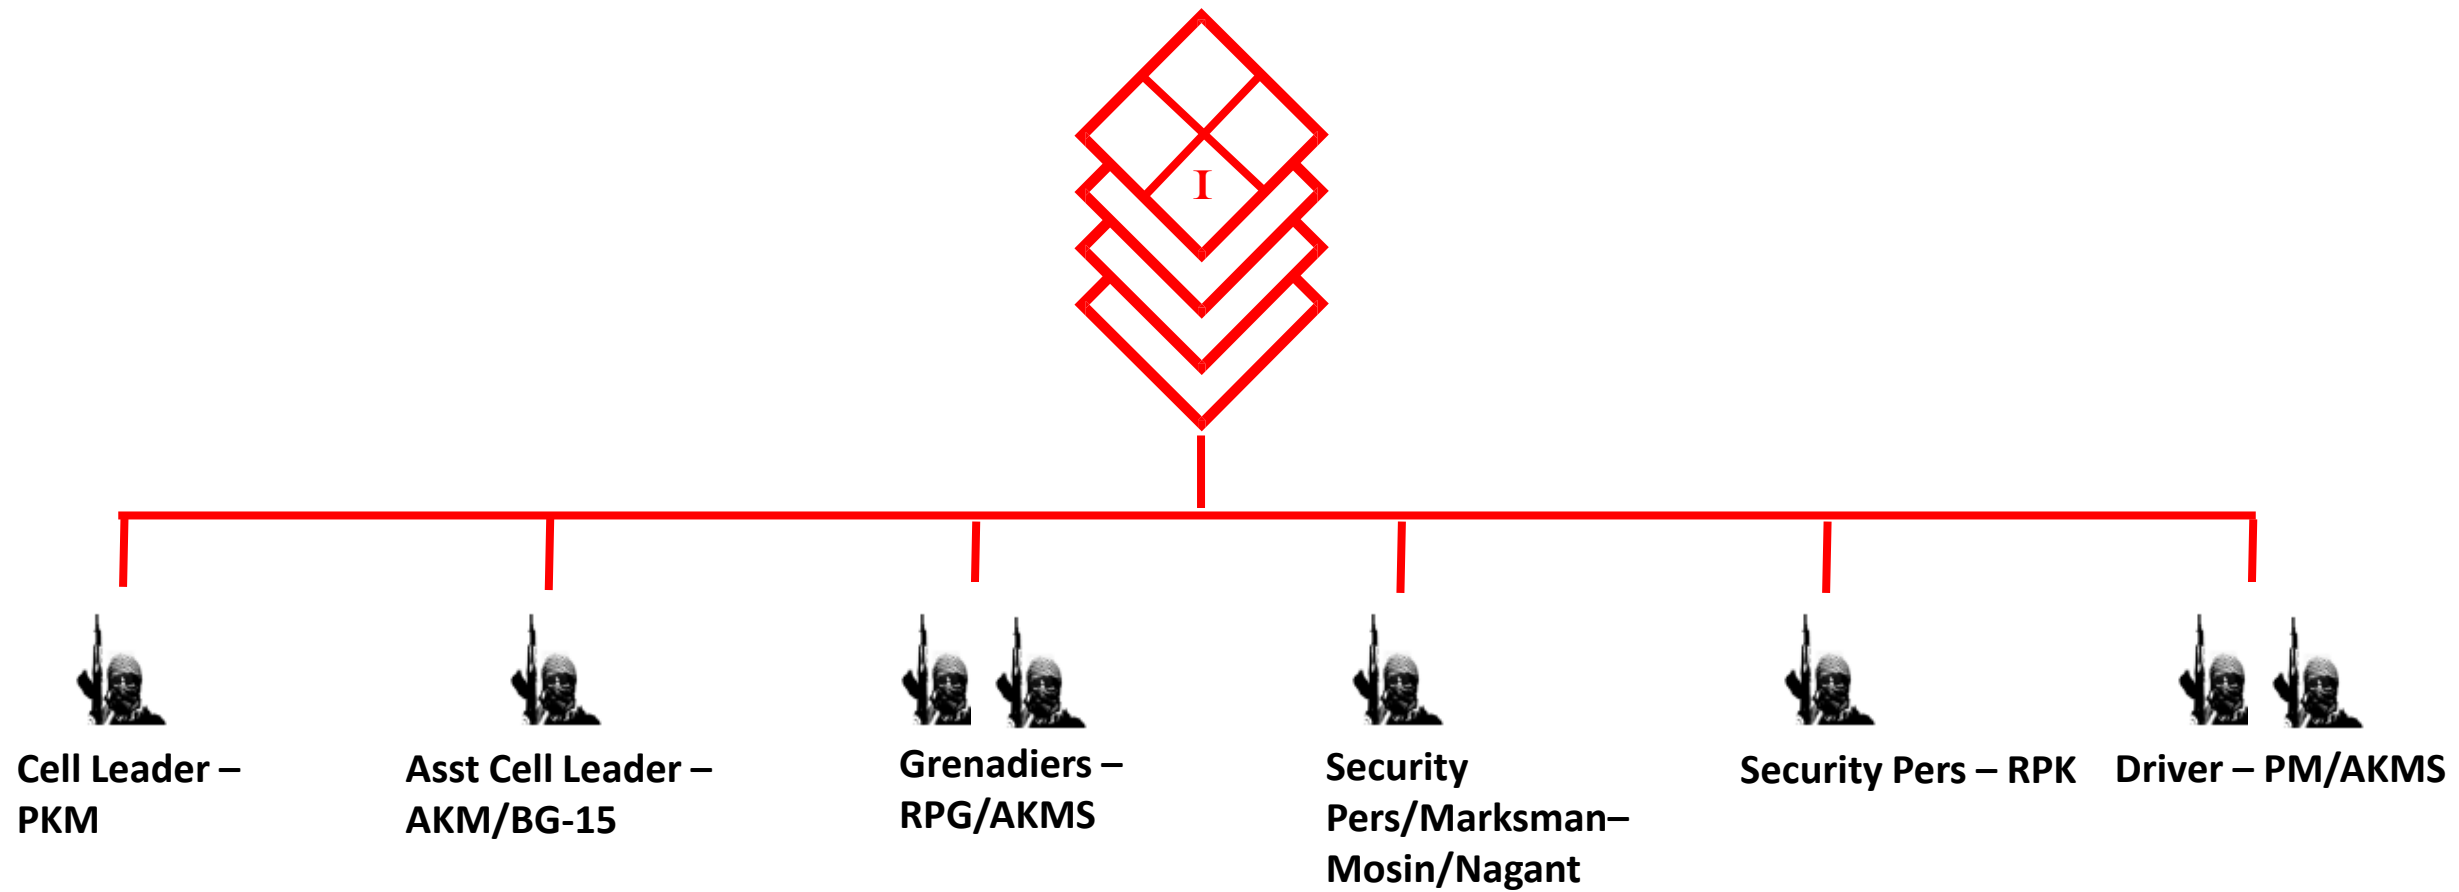 I
Cell Leader –
PKM
Asst Cell Leader –
AKM/BG-15
Grenadiers –
RPG/AKMS
Security
Pers/Marksman–
Mosin/Nagant
Security Pers – RPK
Driver – PM/AKMS